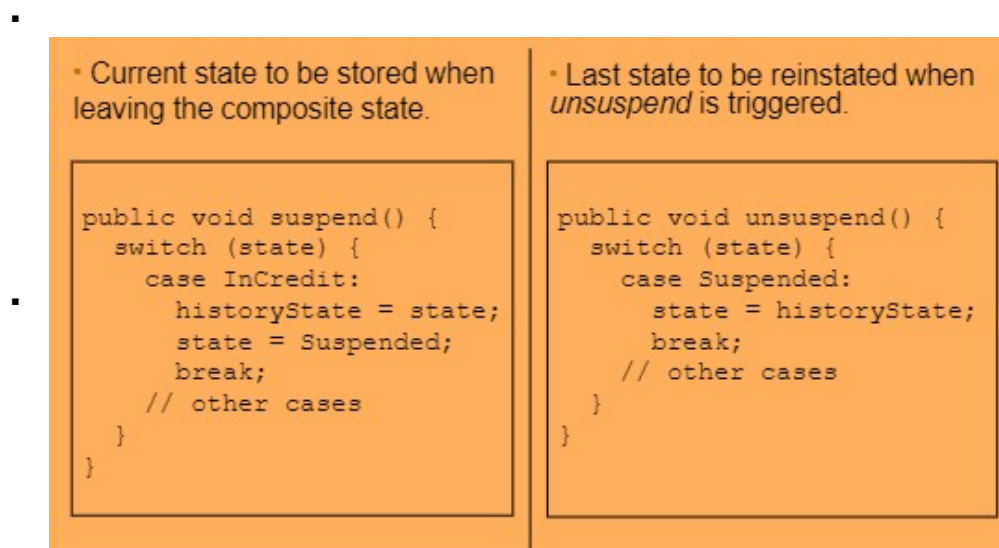 ▪
▪ Current state to be stored when
leaving the composite state.
public void suspend() {
switch (state) {
case InCredit:
historyState = state;
state = Suspended;
break;
// other cases
}
}
▪ Last state to be reinstated when
unsuspend is triggered.
public void unsuspend() {
switch (state) {
case Suspended:
state = historyState;
break;
// other cases
}
}
▪